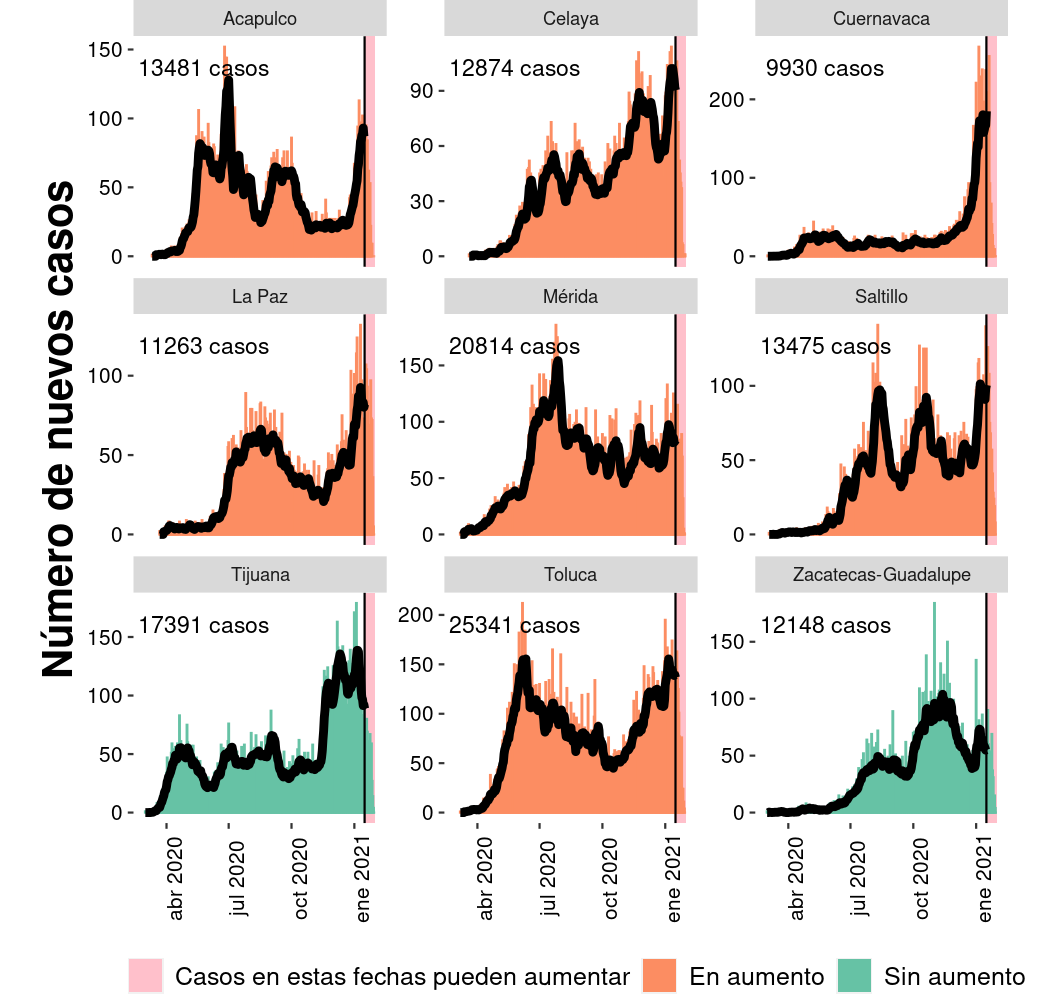 Número de nuevos casos
Acapulco
Celaya
Cuernavaca
150
100
50
0
13481 casos
90
60
30
0
12874 casos
200
100
0
9930 casos
La Paz
Mérida
Saltillo
100
50
0
11263 casos
150
100
50
0
20814 casos
100
50
0
13475 casos
Tijuana
Toluca
Zacatecas-Guadalupe
150
100
50
0
17391 casos
200
150
100
50
0
25341 casos
150
100
50
0
12148 casos
abr 2020
jul 2020
oct 2020
ene 2021
abr 2020
jul 2020
oct 2020
ene 2021
abr 2020
jul 2020
oct 2020
ene 2021
Casos en estas fechas pueden aumentar
En aumento
Sin aumento